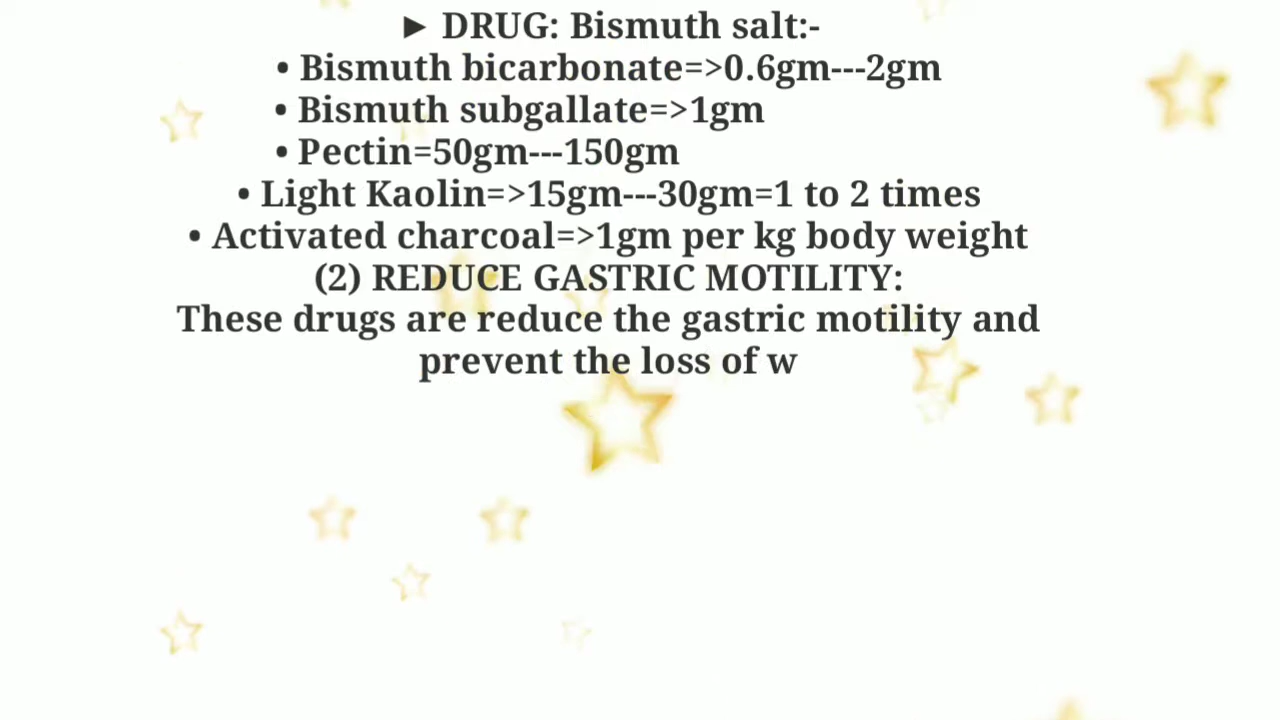 ► DRUG: Bismuth salt:-
• Bismuth bicarbonate=>0.6gm---2gm
• Bismuth subgallate=>1gm
• Pectin=50gm---150gm
• Light Kaolin=>15gm---30gm=1 to 2 times
• Activated charcoal=>1gm per kg body weight
(2) REDUCE GASTRIC MOTILITY:
These drugs are reduce the gastric motility and
prevent the loss of w